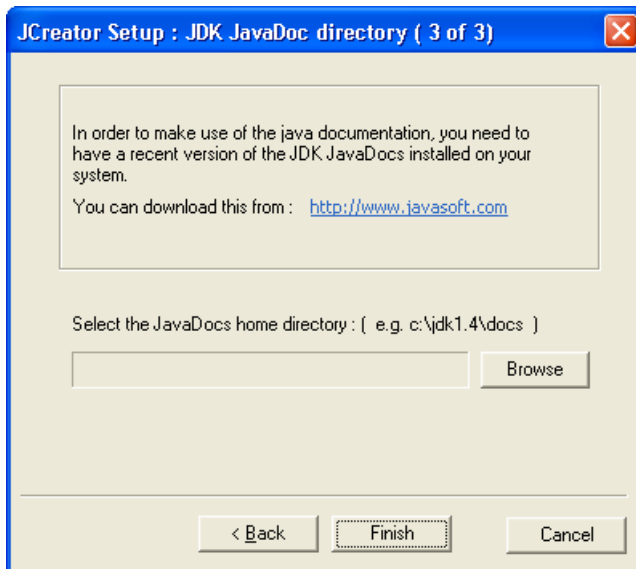 JCreator Setup : JDK JavaDoc directory ( 3 of 3)
In order to make use of the java documentation, you need to
have a recent version of the JDK JavaDocs installed on your
system.
You can download this from : http://www.javasoft.com
Select the JavaDocs home directory : ( e.g. c:\jdk1.4\docs )
Browse
< Back Finish Cancel